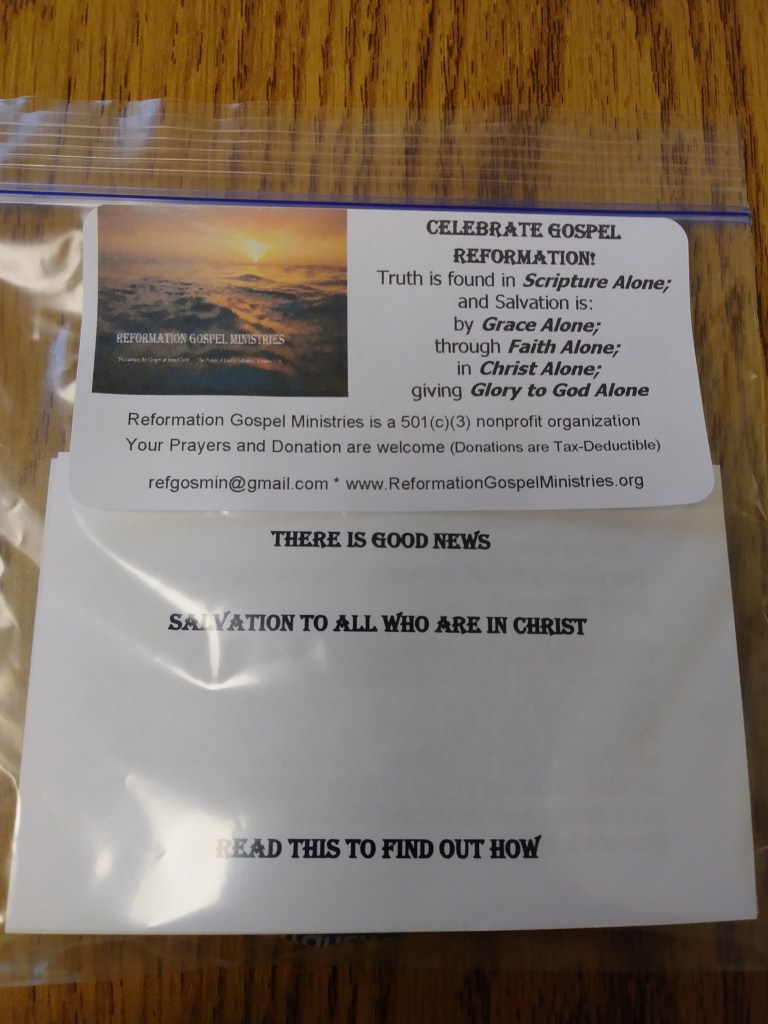 CELEBRATE GOSPEL
REFORMATION!
Truth is found in Scripture Alone;
and Salvation is:
by Grace Alone;
through Faith Alone;
in Christ Alone;
giving Glory to God Alone
REFORMATION GOSPEL MINISTRIES
Reformation Gospel Ministries is a 501(c)(3) nonprofit organization
Your Prayers and Donation are welcome (Donations are Tax-Deductible)
refgosmin@gmail.com * www.ReformationGospelMinistries.org
THERE IS GOOD NEWS
SALVATION TO ALL WHO ARE IN CHRIST
READ THIS TO FIND OUT HOW